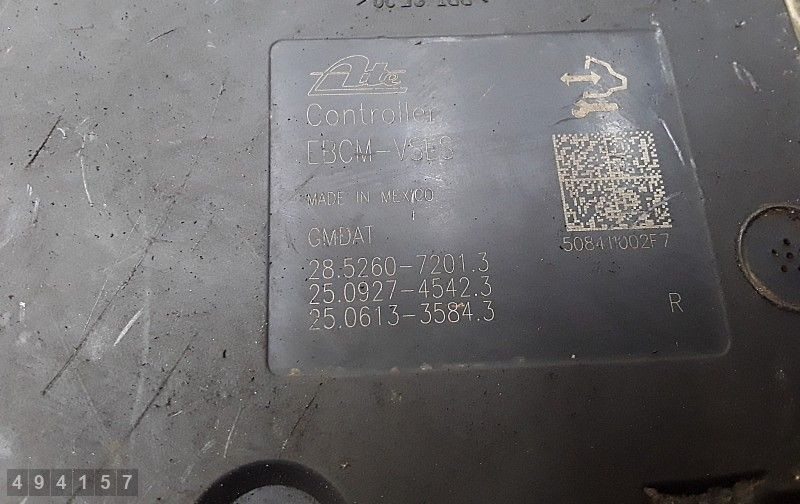 Ate
Controller
EBCM-VSES
MADE IN MEXICO
GMDAT
28.5260-7201.3
25.0927-4542.3
25.0613-3584.3
R
494157